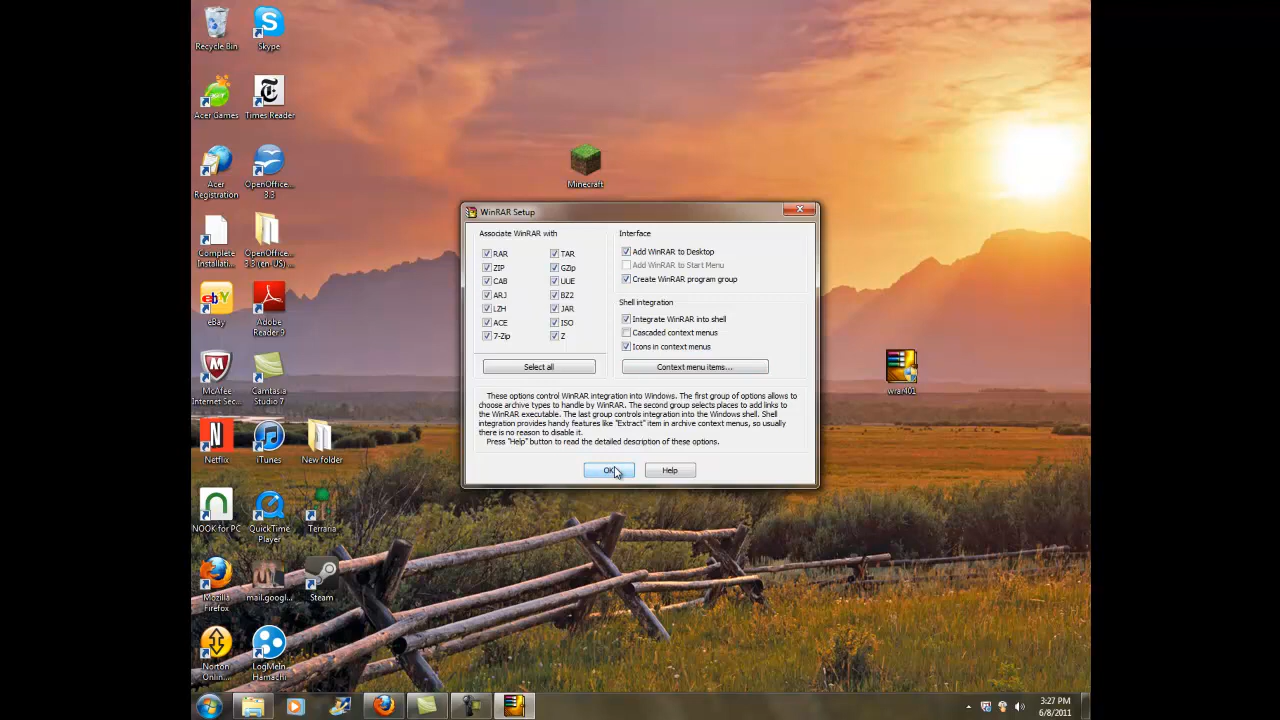 Recycle Bin
Skype
Acer Games
Times Reader
Minecraft
Acer
Registration
OpenOffice...
3.3
Complete
Installati...
OpenOffice...
3.3 (en-US)...
eBay
Adobe
Reader 9
McAfee
Internet Sec...
Camtasia
Studio 7
Netflix
iTunes
New folder
NOOK for PC
QuickTime
Player
Terraria
Mozilla
Firefox
mail.googl...
Steam
Norton
Online...
LogMeIn
Hamachi
wrar401
WinRAR Setup
Associate WinRAR with
RAR
ZIP
CAB
ARJ
LZH
ACE
7-Zip
TAR
GZip
UUE
BZ2
JAR
ISO
Z
Select all
Interface
Add WinRAR to Desktop
Add WinRAR to Start Menu
Create WinRAR program group
Shell integration
Integrate WinRAR into shell
Cascaded context menus
Icons in context menus
Context menu items...
These options control WinRAR integration into Windows. The first group of options allows to
choose archive types to handle by WinRAR. The second group selects places to add links to
the WinRAR executable. The last group controls integration into the Windows shell. Shell
integration provides handy features like "Extract" item in archive context menus, so usually
there is no reason to disable it.
Press "Help" button to read the detailed description of these options.
OK
Help
3:27 PM
6/8/2011